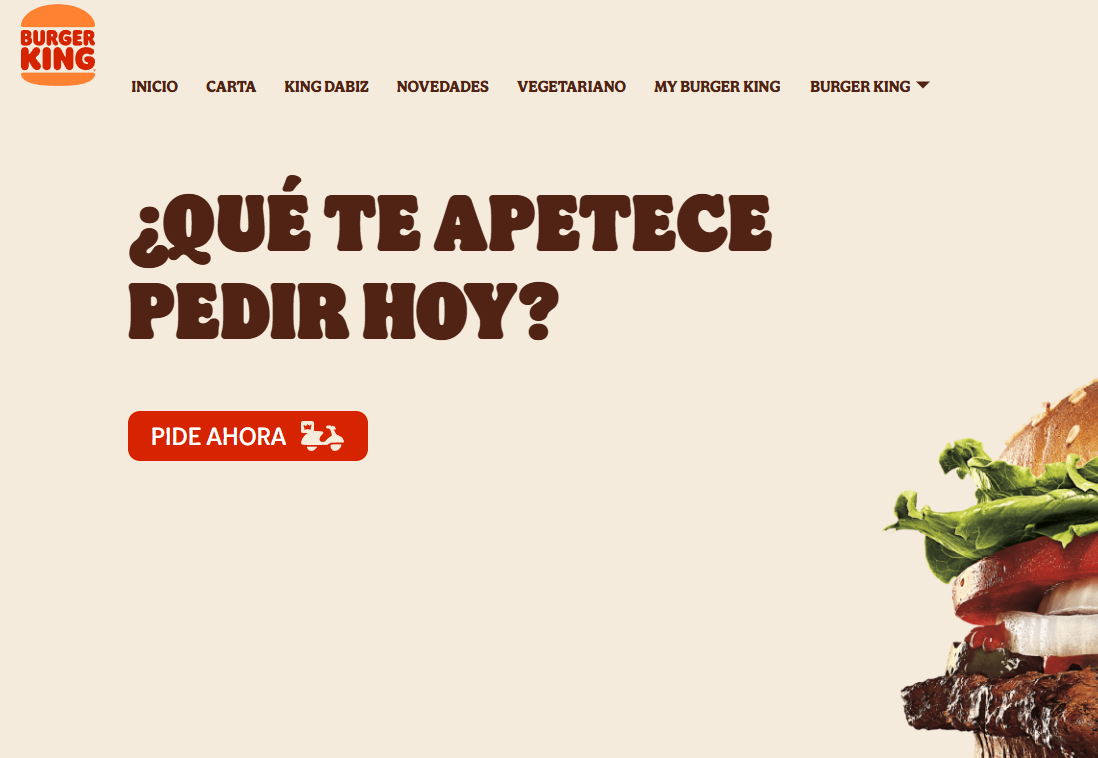 BURGER
KING
INICIO CARTA KING DABIZ NOVEDADES VEGETARIANO MY BURGER KING BURGER KING
¿QUÉ TE APETECE
PEDIR HOY?
PIDE AHORA